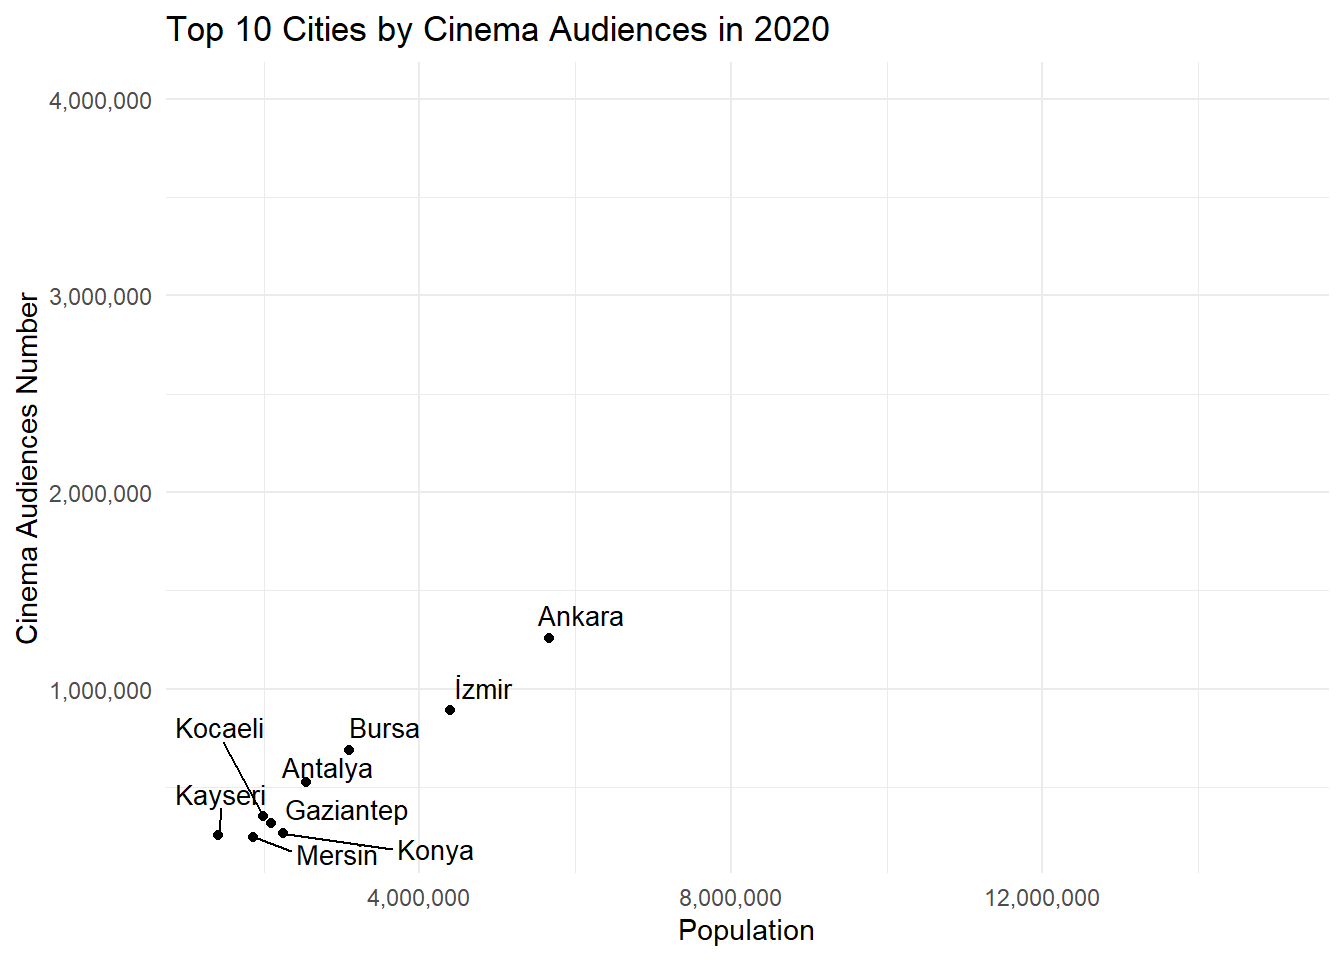 Top 10 Cities by Cinema Audiences in 2020
Cinema Audiences Number
4,000,000
3,000,000
2,000,000
1,000,000
Ankara
İzmir
Kocaeli
Bursa
Antalya
Kayseri
Gaziantep
Konya
Mersin
4,000,000
8,000,000
12,000,000
Population